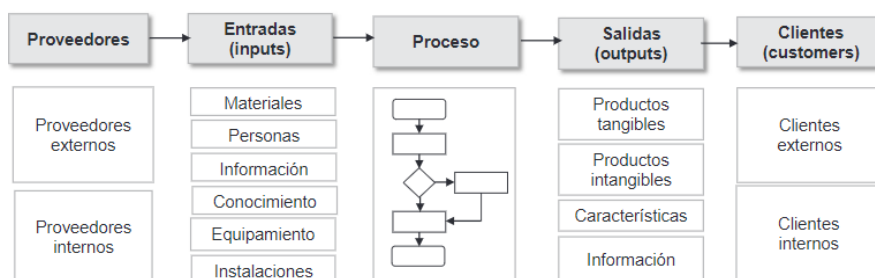 Proveedores
Entradas
(inputs)
Proceso
Salidas
(outputs)
Clientes
(customers)
Proveedores
externos
Proveedores
internos
Materiales
Personas
Información
Conocimiento
Equipamiento
Instalaciones
Productos
tangibles
Productos
intangibles
Características
Información
Clientes
externos
Clientes
internos